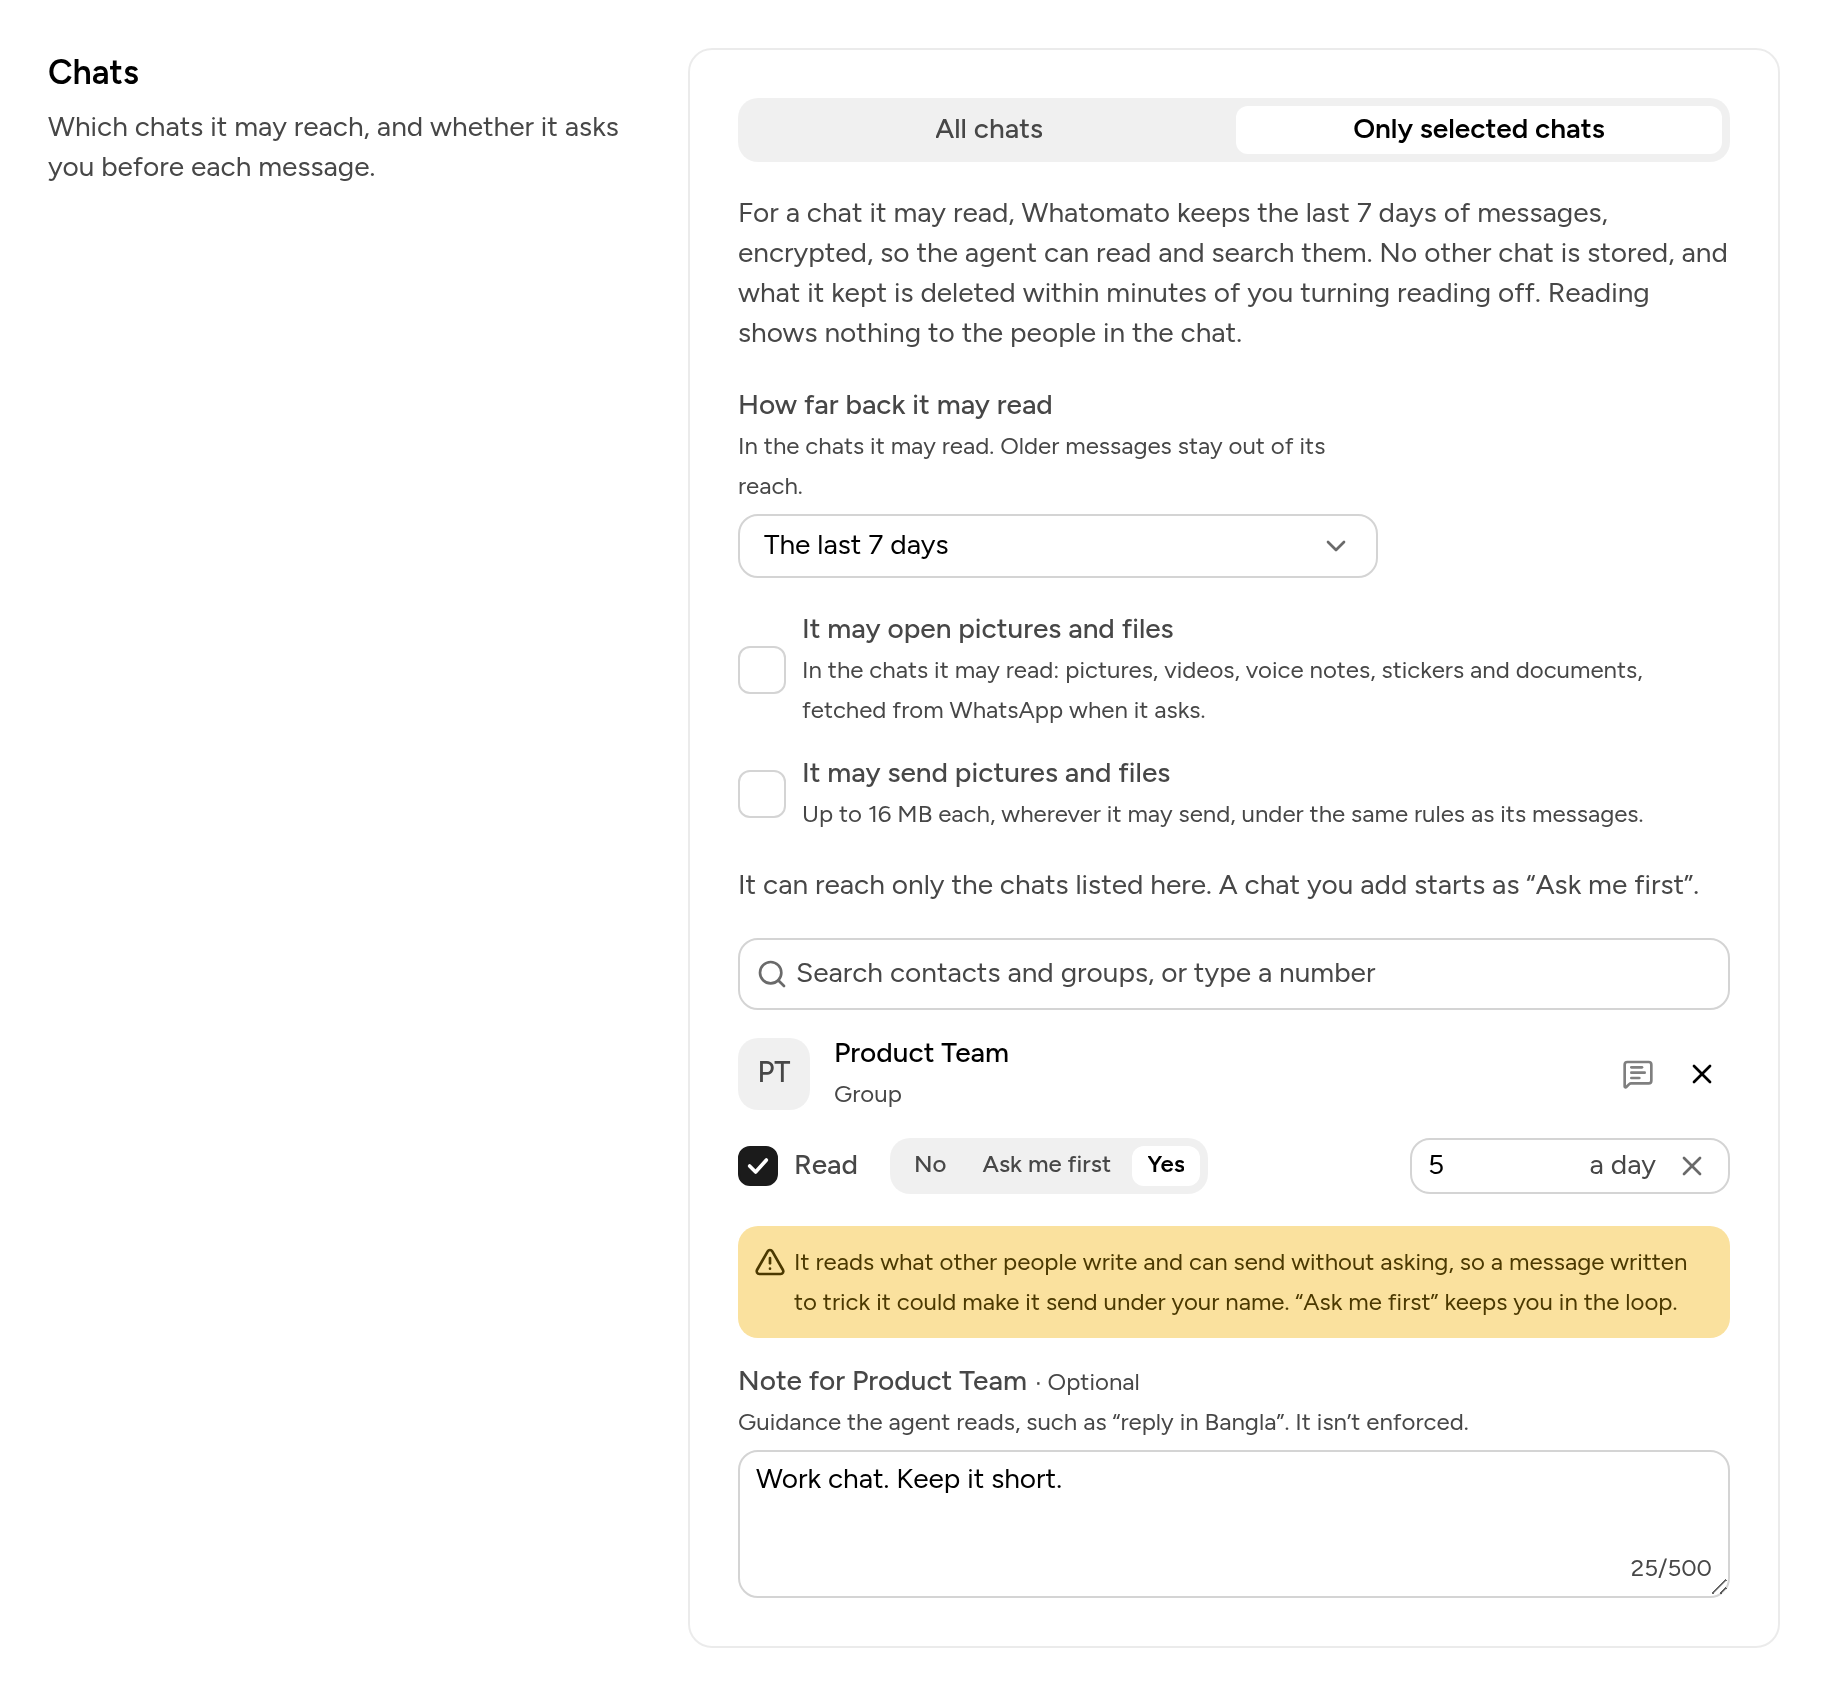 Chats
Which chats it may reach, and whether it asks
you before each message.
All chats
Only selected chats
For a chat it may read, Whatomato keeps the last 7 days of messages,
encrypted, so the agent can read and search them. No other chat is stored, and
what it kept is deleted within minutes of you turning reading off. Reading
shows nothing to the people in the chat.
How far back it may read
In the chats it may read. Older messages stay out of its
reach.
The last 7 days
It may open pictures and files
In the chats it may read: pictures, videos, voice notes, stickers and documents,
fetched from WhatsApp when it asks.
It may send pictures and files
Up to 16 MB each, wherever it may send, under the same rules as its messages.
It can reach only the chats listed here. A chat you add starts as “Ask me first”.
Search contacts and groups, or type a number
PT
Product Team
Group
Read
No
Ask me first
Yes
5
a day
It reads what other people write and can send without asking, so a message written
to trick it could make it send under your name. “Ask me first” keeps you in the loop.
Note for Product Team · Optional
Guidance the agent reads, such as “reply in Bangla”. It isn’t enforced.
Work chat. Keep it short.
25/500